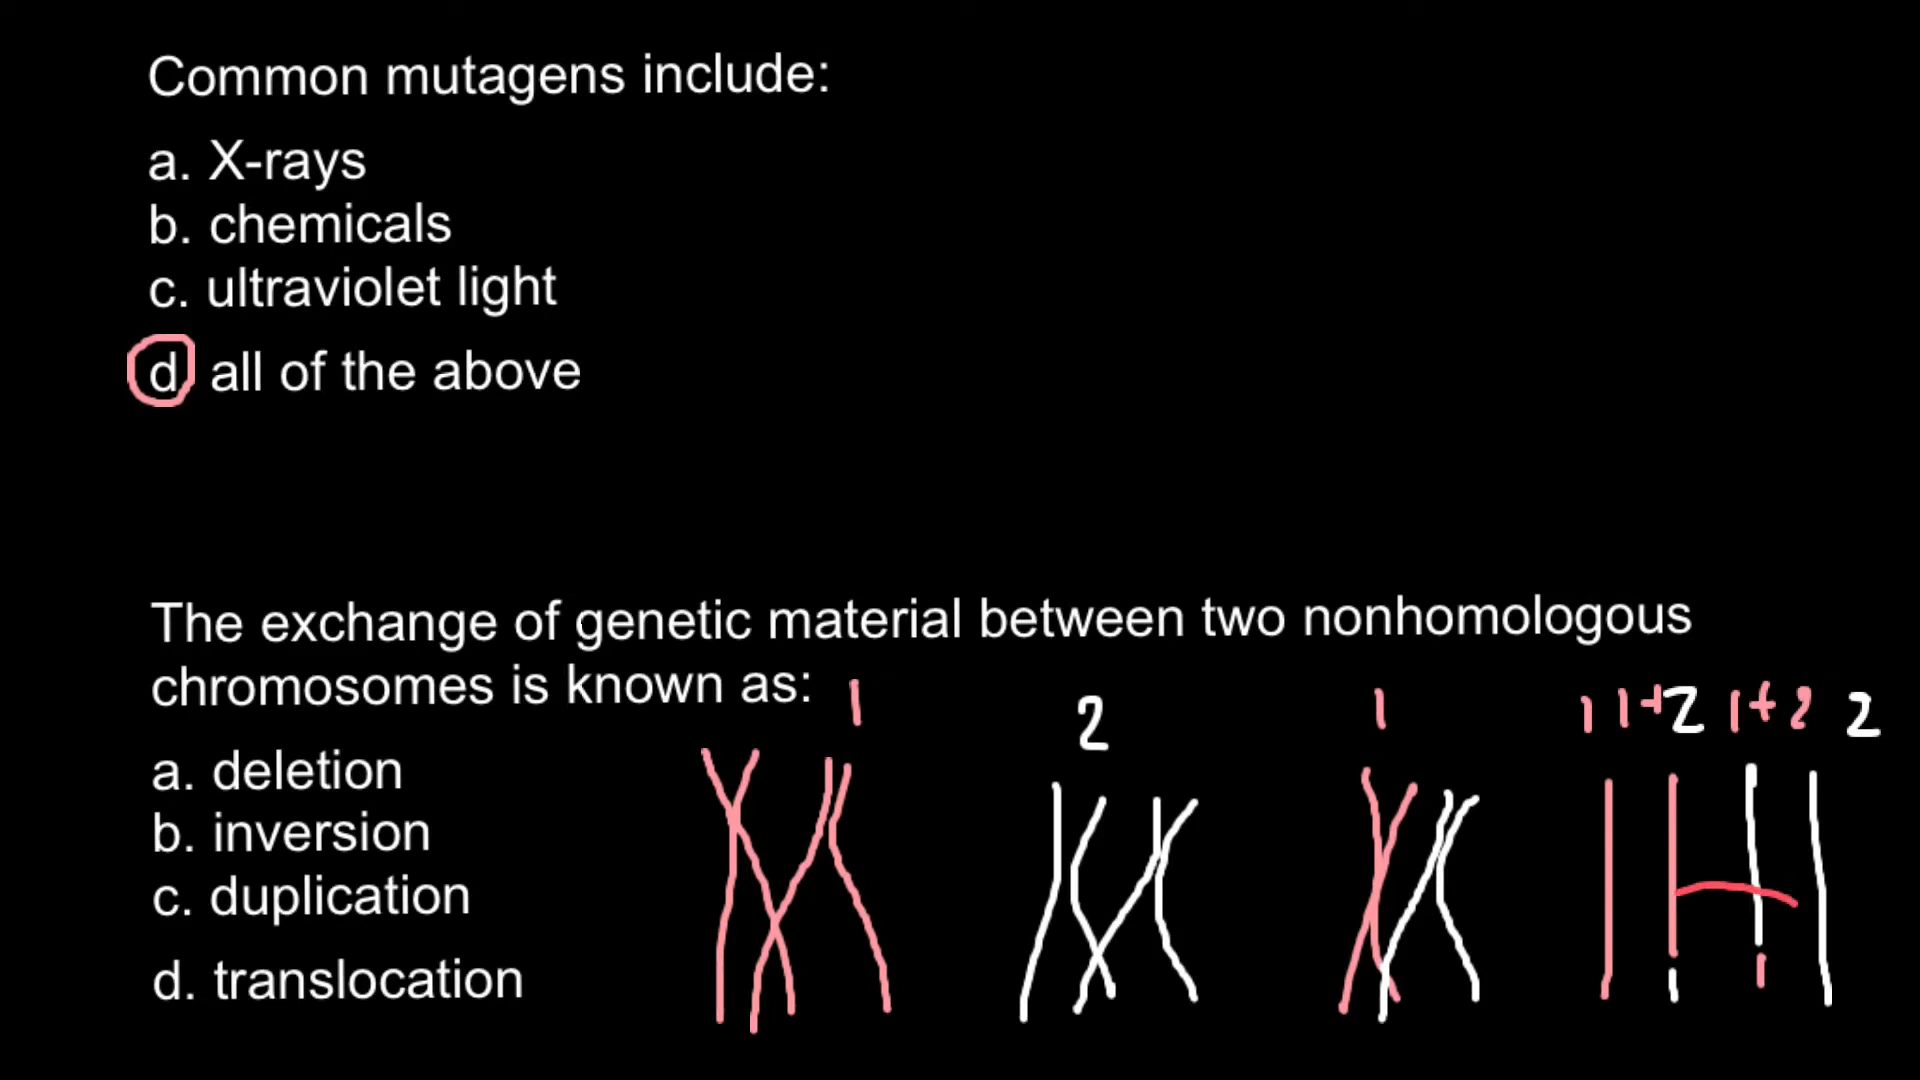 Common mutagens include:
a. X-rays
b. chemicals
c. ultraviolet light
d all of the above
The exchange of genetic material between two nonhomologous
chromosomes is known as:
1 2 1 1 1+2 1+2 2
a. deletion
b. inversion
c. duplication
d. translocation